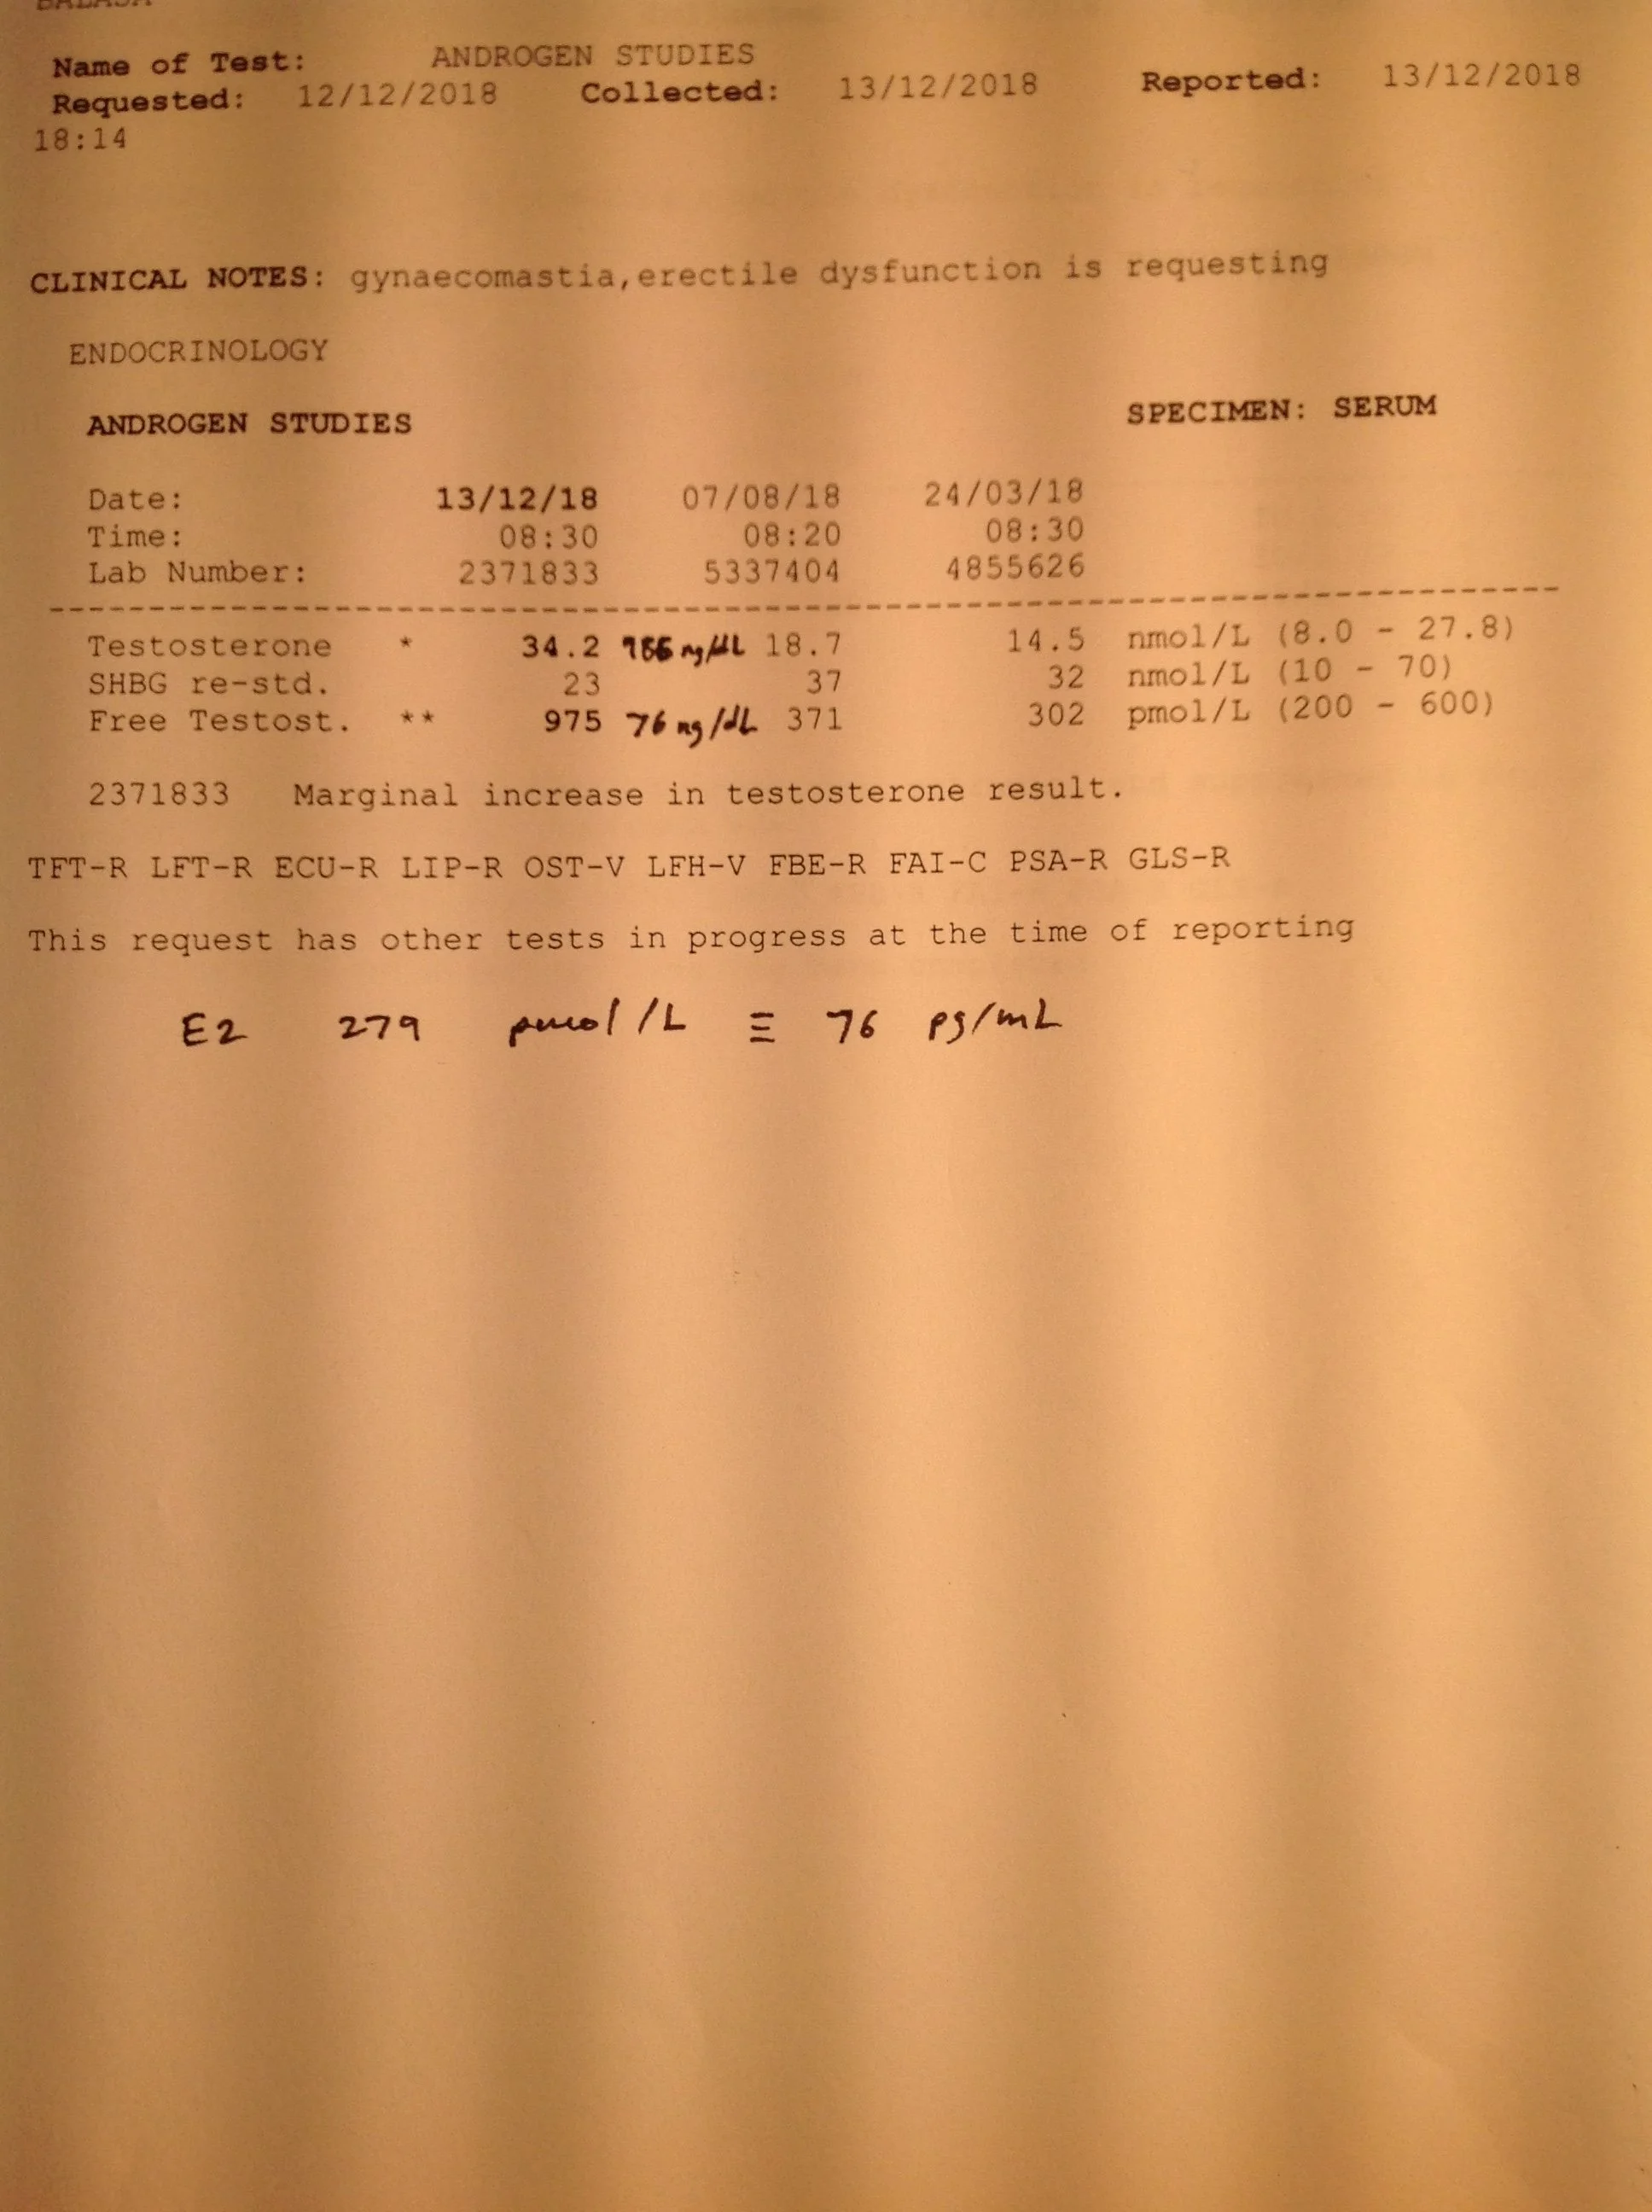 Name of Test: ANDROGEN STUDIES
Requested: 12/12/2018 Collected: 13/12/2018 Reported: 13/12/2018
18:14
CLINICAL NOTES: gynaecomastia,erectile dysfunction is requesting
ENDOCRINOLOGY
ANDROGEN STUDIES SPECIMEN: SERUM
Date: 13/12/18 07/08/18 24/03/18
Time: 08:30 08:20 08:30
Lab Number: 2371833 5337404 4855626
Testosterone * 34.2 18.7 14.5 nmol/L (8.0 - 27.8)
SHBG re-std. 23 37 32 nmol/L (10 - 70)
Free Testost. ** 975 76 ng/dL 371 302 pmol/L (200 - 600)
2371833 Marginal increase in testosterone result.
TFT-R LFT-R ECU-R LIP-R OST-V LFH-V FBE-R FAI-C PSA-R GLS-R
This request has other tests in progress at the time of reporting
E2 279 pmol/L ≡ 76 pg/mL